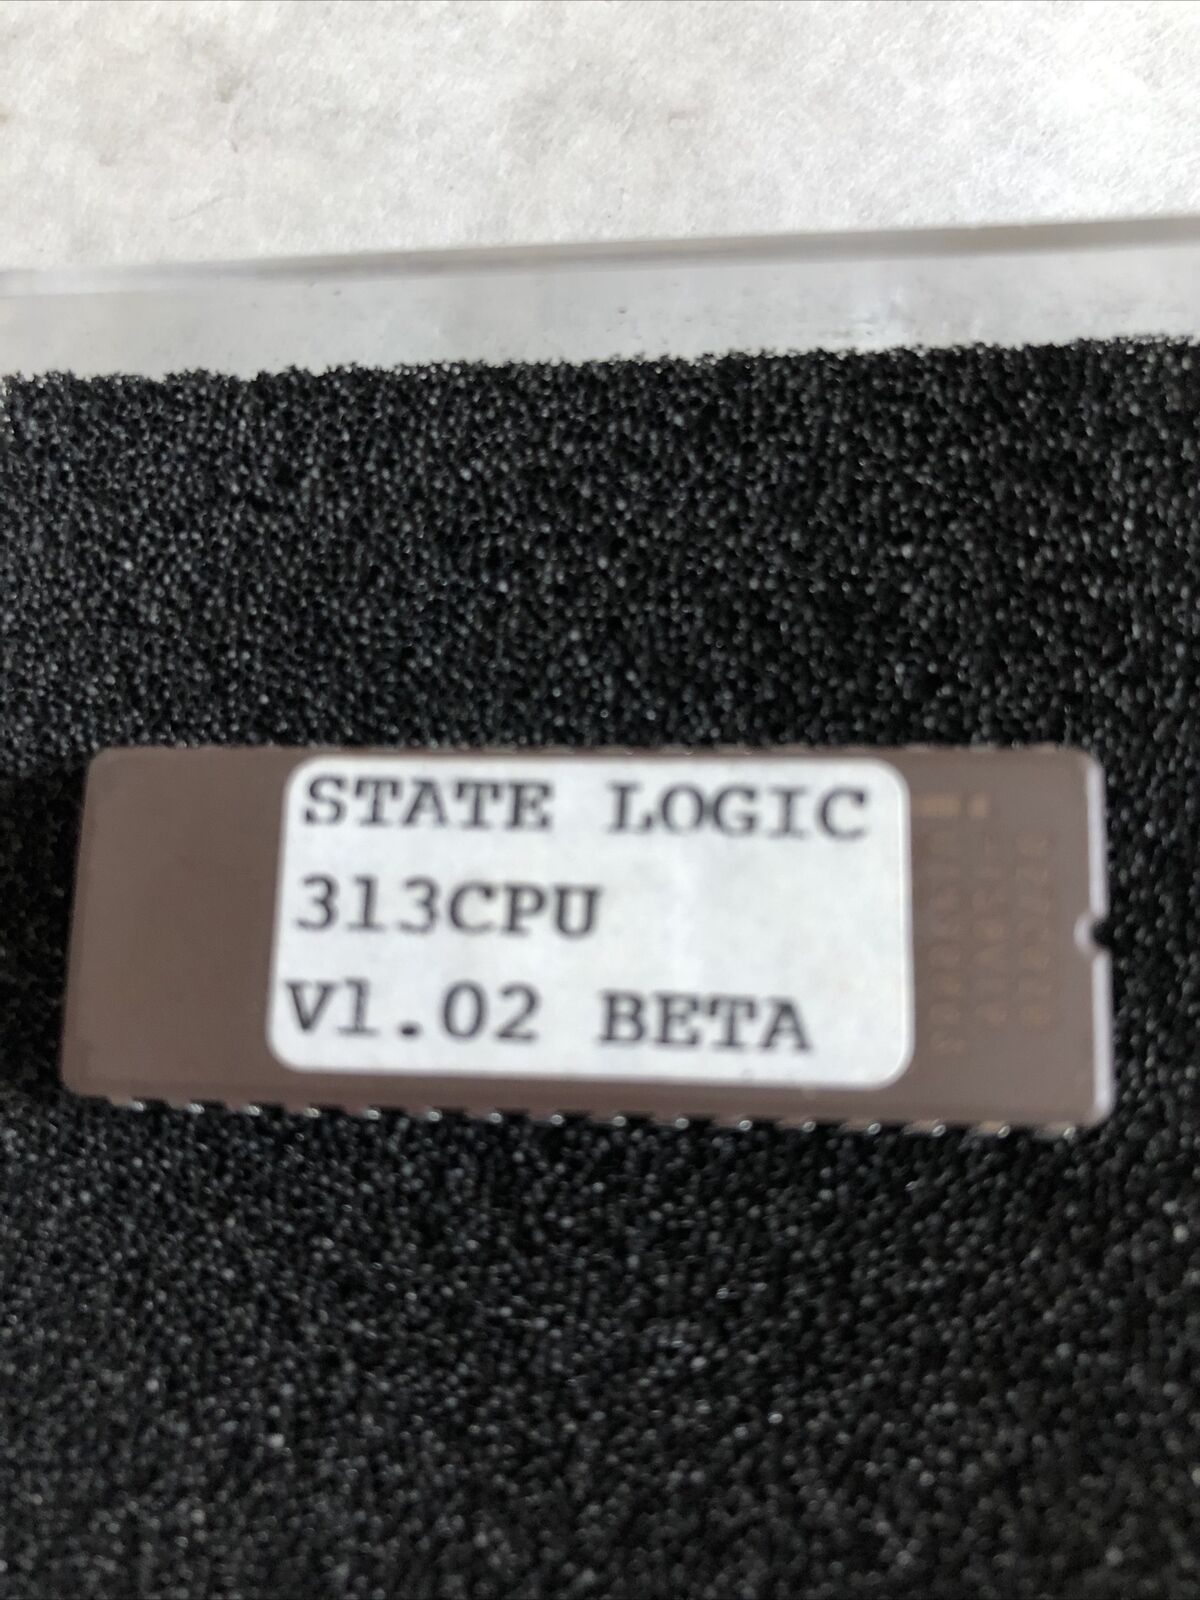 STATE LOGIC
313CPU
V1.02 BETA